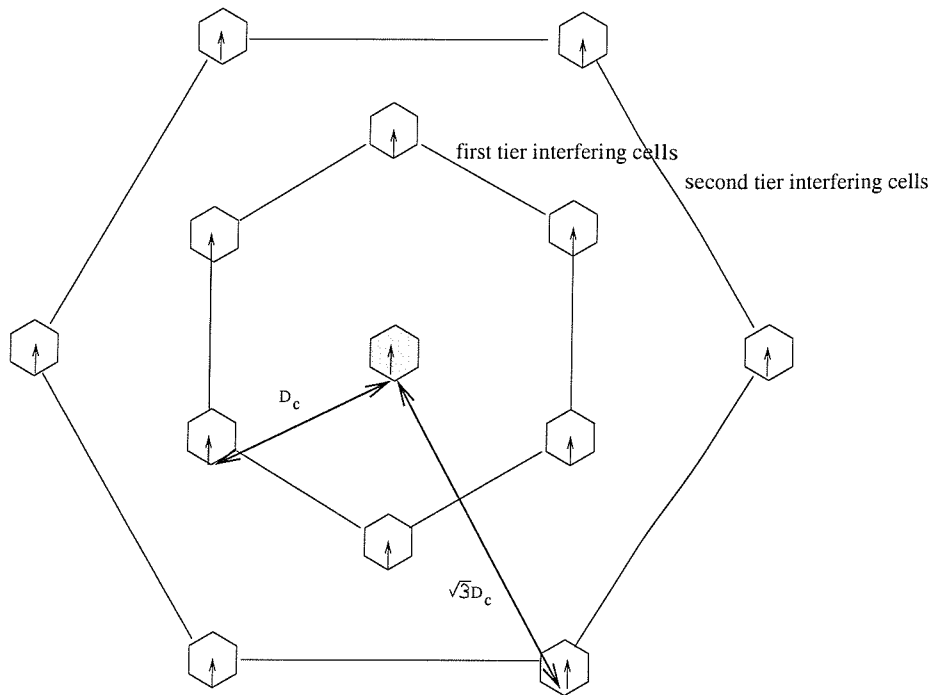 first tier interfering cells
second tier interfering cells
D_c
√3D_c